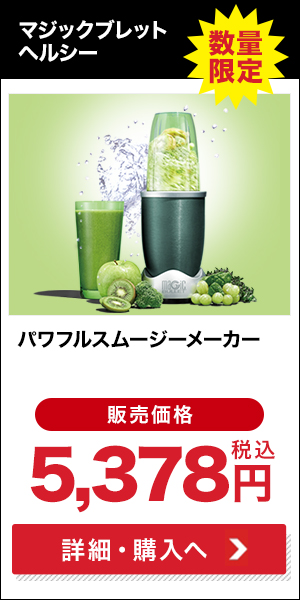 マジックブレット
ヘルシー
数量
限定
MAGIC
パワフルスムージーメーカー
販売価格
5,378円
税込
詳細・購入へ